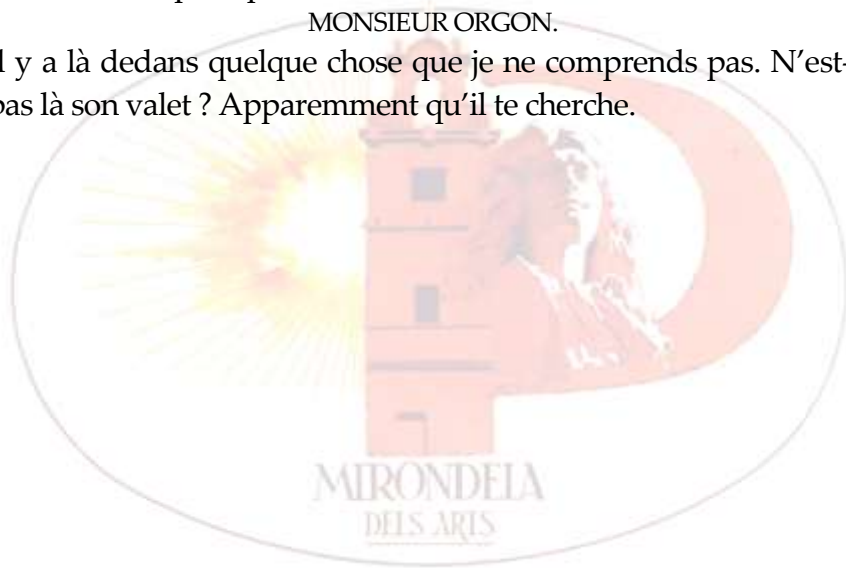 MONSIEUR ORGON.
l y a là dedans quelque chose que je ne comprends pas. N’est-
pas là son valet ? Apparemment qu’il te cherche.
MIRONDELA
DELS ARTS